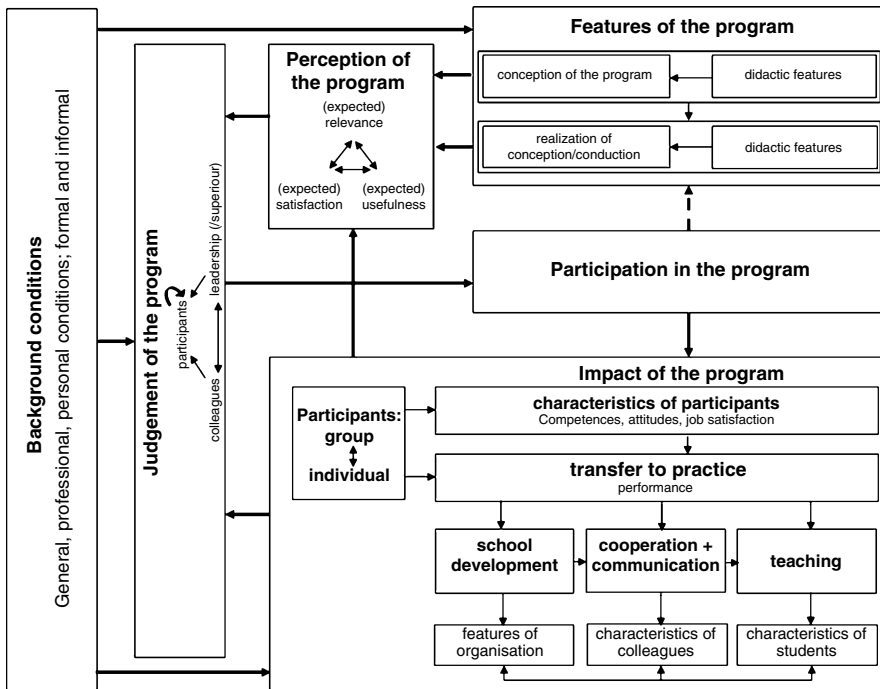 Background conditions
General, professional, personal conditions; formal and informal
Judgement of the program
participants
leadership (/superiour)
colleagues
Perception of
the program
(expected)
relevance
(expected)
satisfaction
(expected)
usefulness
Features of the program
conception of the program
didactic features
realization of
conception/conduction
didactic features
Participation in the program
Impact of the program
Participants:
group
individual
characteristics of participants
Competences, attitudes, job satisfaction
transfer to practice
performance
school
development
cooperation +
communication
teaching
features of
organisation
characteristics of
colleagues
characteristics of
students